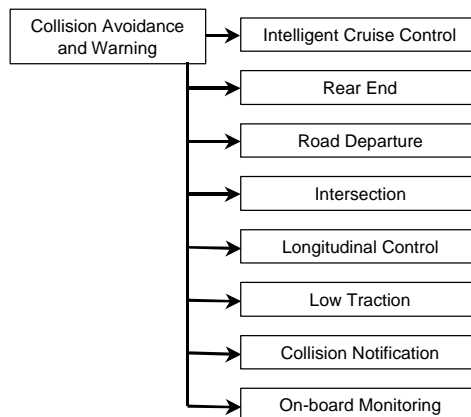 Collision Avoidance
and Warning
Intelligent Cruise Control
Rear End
Road Departure
Intersection
Longitudinal Control
Low Traction
Collision Notification
On-board Monitoring